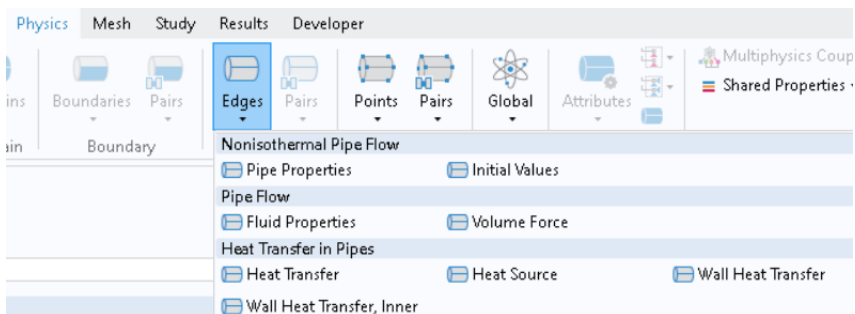 Physics Mesh Study Results Developer
Multiphysics Coup
Shared Properties
ins Boundaries Pairs Edges Pairs Points Pairs Global Attributes
ain Boundary
Nonisothermal Pipe Flow
Pipe Properties Initial Values
Pipe Flow
Fluid Properties Volume Force
Heat Transfer in Pipes
Heat Transfer Heat Source Wall Heat Transfer
Wall Heat Transfer, Inner